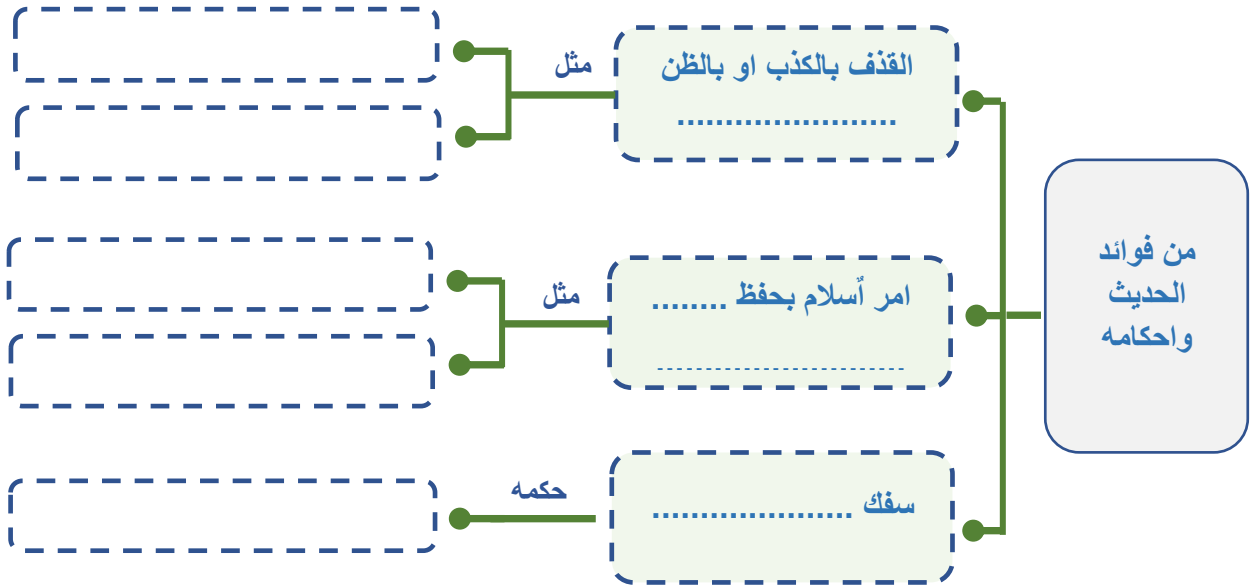 من فوائد
الحديث
واحكامه
القذف بالكذب او بالظن
.......................
مثل
امر اٌسلام بحفظ ........
--------------------------
مثل
سفك .....................
حكمه